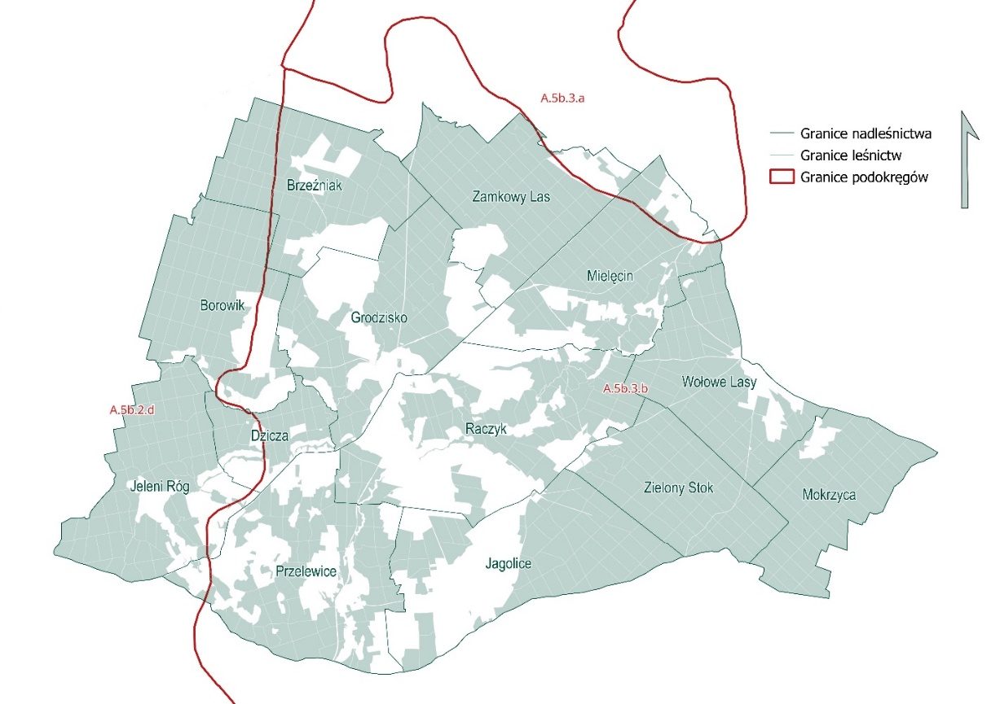 A.5b.3.a
Granice nadleśnictwa
Granice leśnictw
Granice podokręgów
Brzeźniak
Zamkowy Las
Mielęcin
Borowik
Grodzisko
Wołowe Lasy
A.5b.3.b
A.5b.2.d
Raczyk
Dzicza
Jeleni Róg
Zielony Stok
Mokrzyca
Jagolice
Przelewice